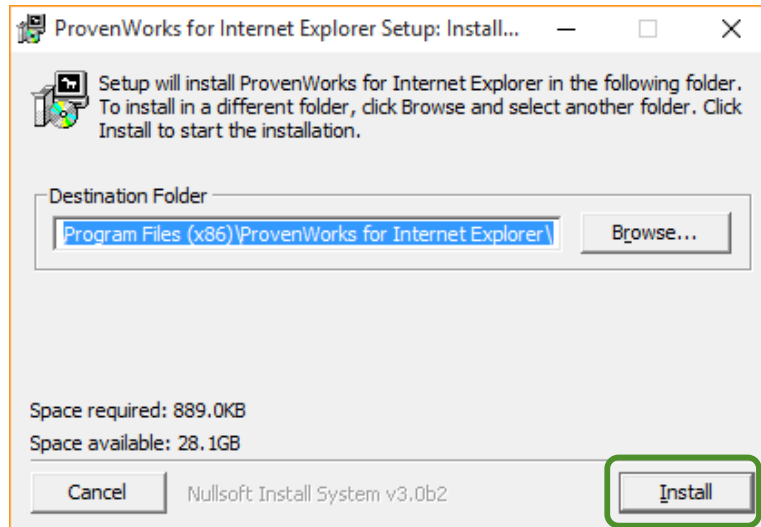 ProvenWorks for Internet Explorer Setup: Install...
Setup will install ProvenWorks for Internet Explorer in the following folder.
To install in a different folder, click Browse and select another folder. Click
Install to start the installation.
Destination Folder
Program Files (x86)\ProvenWorks for Internet Explorer\
Browse...
Space required: 889.0KB
Space available: 28.1GB
Cancel
Nullsoft Install System v3.0b2
Install